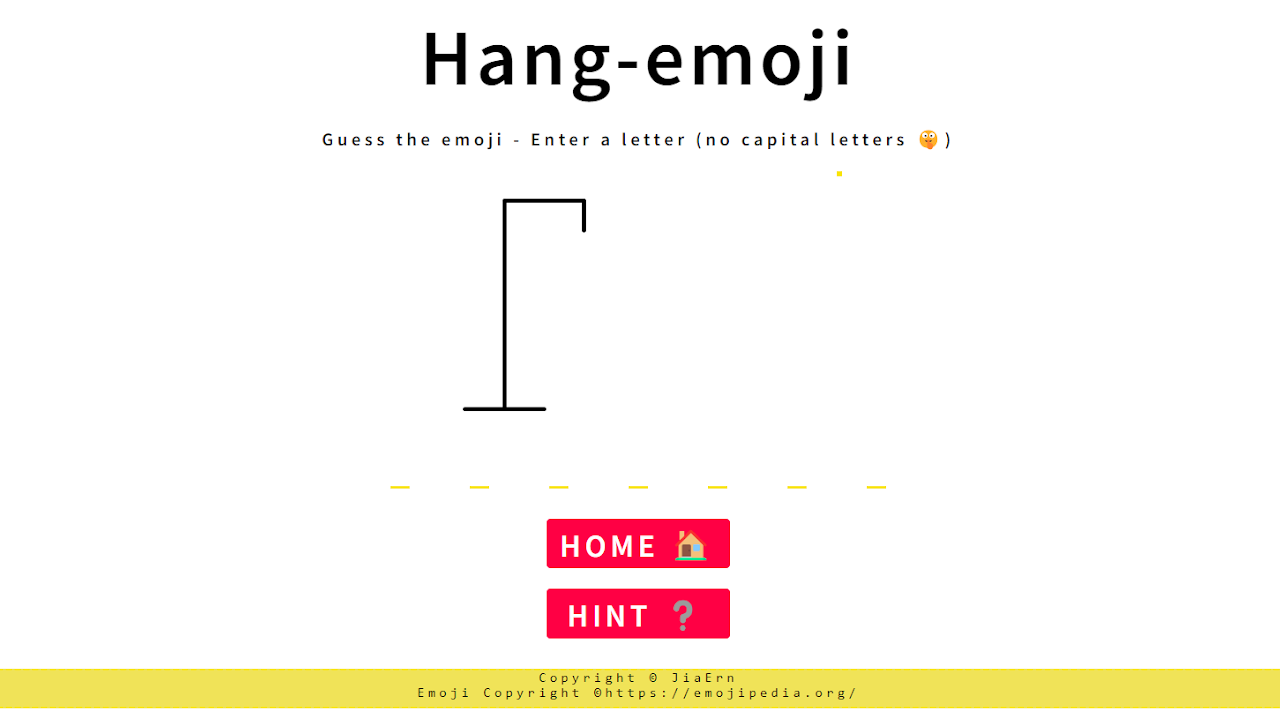 Hang-emoji
Guess the emoji - Enter a letter (no capital letters 🤫)
_ _ _ _ _ _ _
HOME 🏠
HINT ❔
Copyright © JiaErn
Emoji Copyright ©https://emojipedia.org/